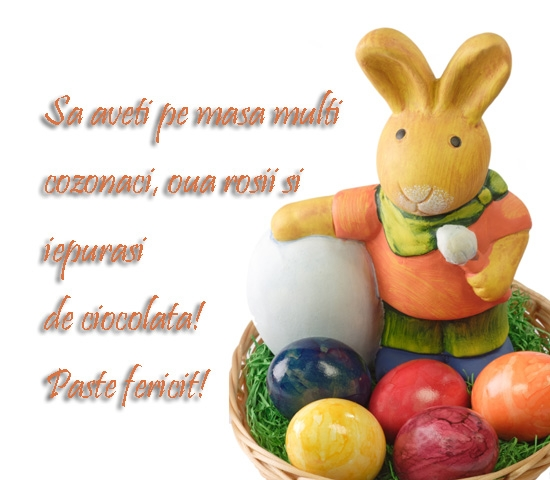 Sa aveti pe masa multi
cozonaci, oua rosii si
iepurasi
de ciocolata!
Paste fericit!